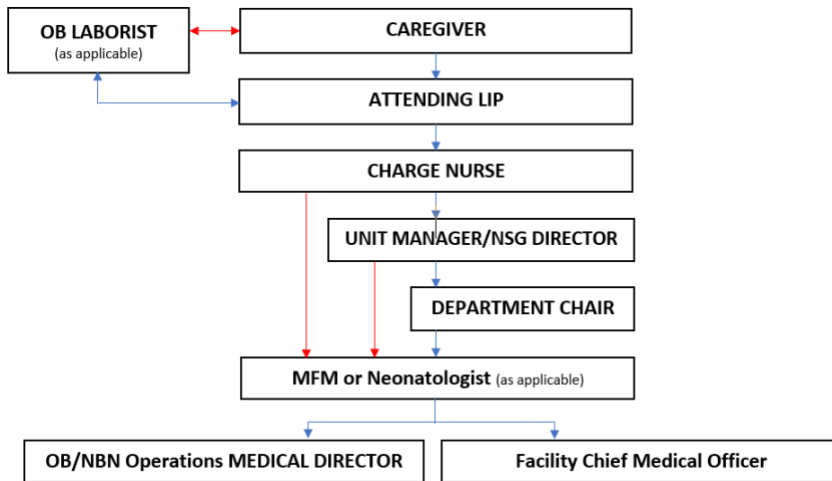 OB LABORIST
(as applicable)
CAREGIVER
ATTENDING LIP
CHARGE NURSE
UNIT MANAGER/NSG DIRECTOR
DEPARTMENT CHAIR
MFM or Neonatologist (as applicable)
OB/NBN Operations MEDICAL DIRECTOR
Facility Chief Medical Officer